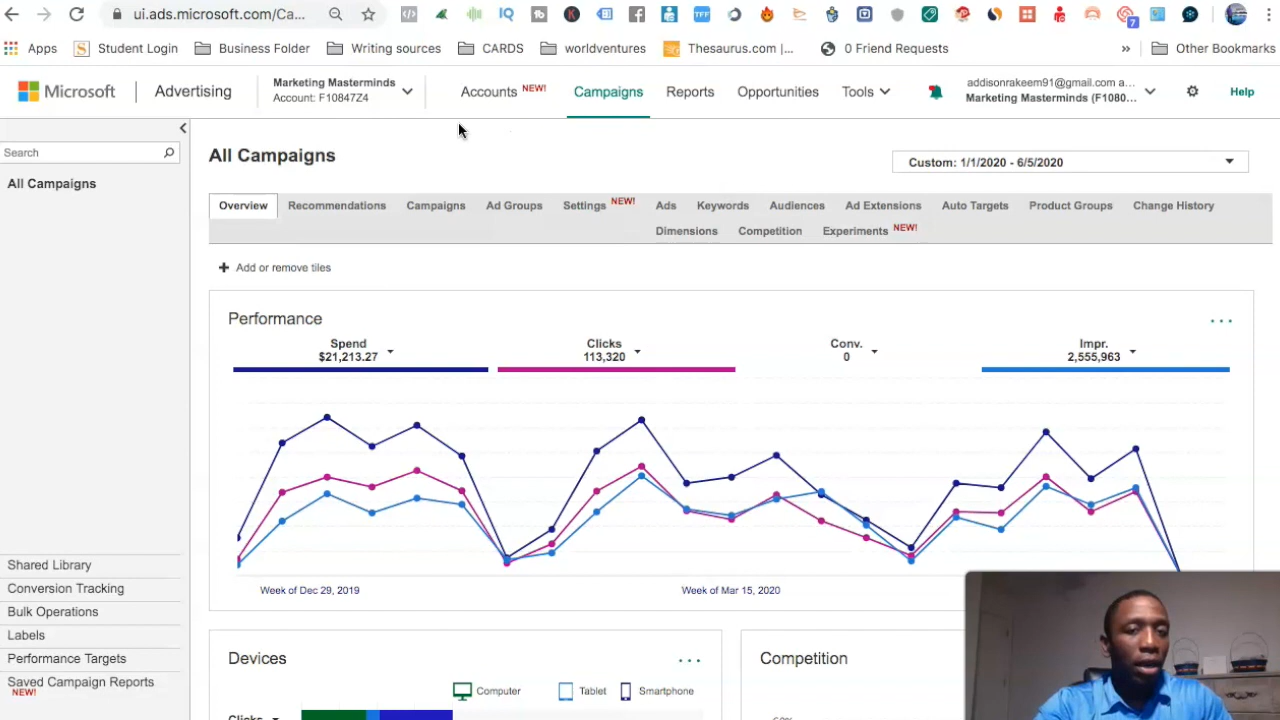 ui.ads.microsoft.com/Ca...
7
Apps
Student Login
Business Folder
Writing sources
CARDS
worldventures
Thesaurus.com |...
0 Friend Requests
»
Other Bookmarks
Microsoft
Advertising
Marketing Masterminds
Account: F10847Z4
Accounts NEW!
Campaigns
Reports
Opportunities
Tools
addisonrakeem91@gmail.com a...
Marketing Masterminds (F1080...
Help
Search
All Campaigns
All Campaigns
Custom: 1/1/2020 - 6/5/2020
Overview
Recommendations
Campaigns
Ad Groups
Settings NEW!
Ads
Keywords
Audiences
Ad Extensions
Auto Targets
Product Groups
Change History
Dimensions
Competition
Experiments NEW!
+ Add or remove tiles
Performance
Spend
$21,213.27
Clicks
113,320
Conv.
0
Impr.
2,555,963
Week of Dec 29, 2019
Week of Mar 15, 2020
Shared Library
Conversion Tracking
Bulk Operations
Labels
Performance Targets
Saved Campaign Reports
NEW!
Devices
Computer
Tablet
Smartphone
Clicks
Competition
60%